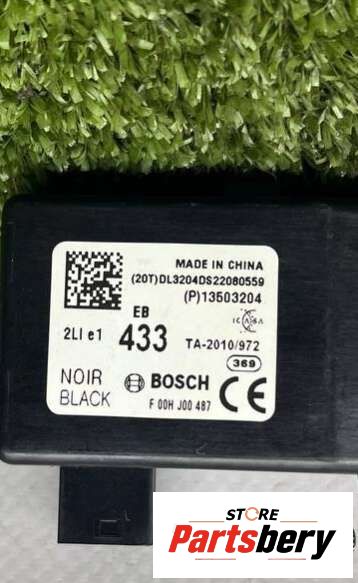 MADE IN CHINA
(20T)DL3204DS22080559
(P)13503204
EB
2LI e1 433 TA-2010/972
ICASA
369
NOIR
BLACK
BOSCH
CE
F 00H J00 487
STORE
Partsbery